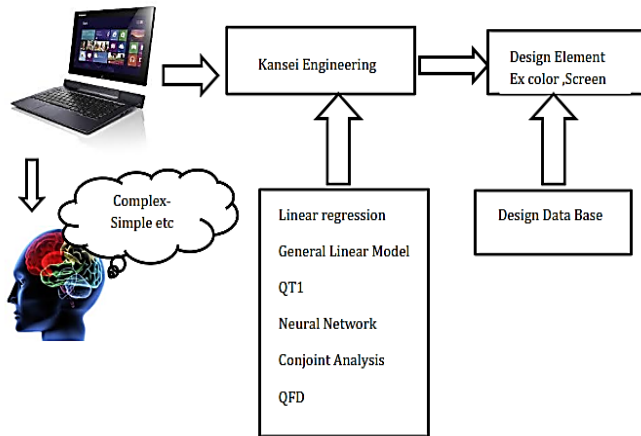 Kansei Engineering
Design Element
Ex color ,Screen
Complex-
Simple etc
Linear regression
General Linear Model
QT1
Neural Network
Conjoint Analysis
QFD
Design Data Base